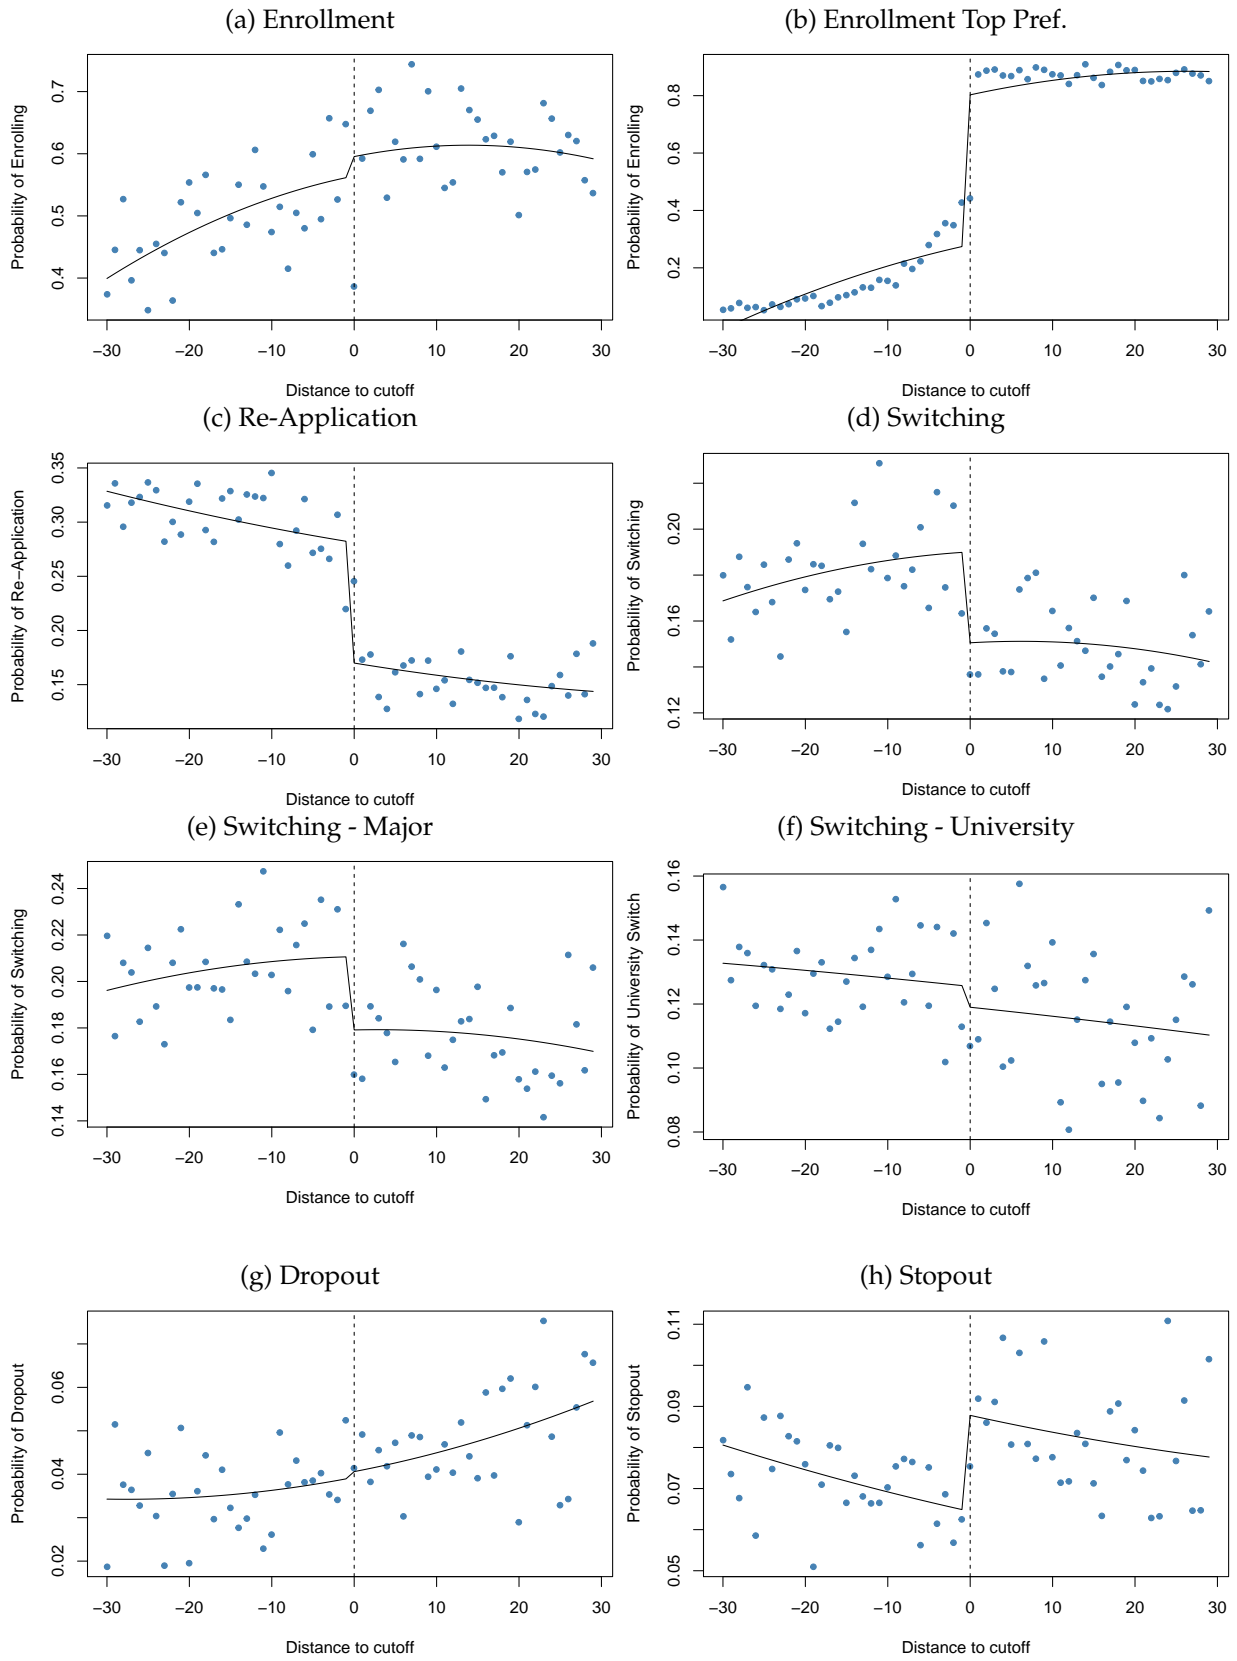 (a) Enrollment
Probability of Enrolling
0.4 0.5 0.6 0.7
−30 −20 −10 0 10 20 30
Distance to cutoff
(b) Enrollment Top Pref.
Probability of Enrolling
0.2 0.4 0.6 0.8
−30 −20 −10 0 10 20 30
Distance to cutoff
(c) Re-Application
Probability of Re−Application
0.15 0.20 0.25 0.30 0.35
−30 −20 −10 0 10 20 30
Distance to cutoff
(d) Switching
Probability of Switching
0.12 0.16 0.20
−30 −20 −10 0 10 20 30
Distance to cutoff
(e) Switching - Major
Probability of Switching
0.14 0.16 0.18 0.20 0.22 0.24
−30 −20 −10 0 10 20 30
Distance to cutoff
(f) Switching - University
Probability of University Switch
0.08 0.10 0.12 0.14 0.16
−30 −20 −10 0 10 20 30
Distance to cutoff
(g) Dropout
Probability of Dropout
0.02 0.04 0.06
−30 −20 −10 0 10 20 30
Distance to cutoff
(h) Stopout
Probability of Stopout
0.05 0.07 0.09 0.11
−30 −20 −10 0 10 20 30
Distance to cutoff